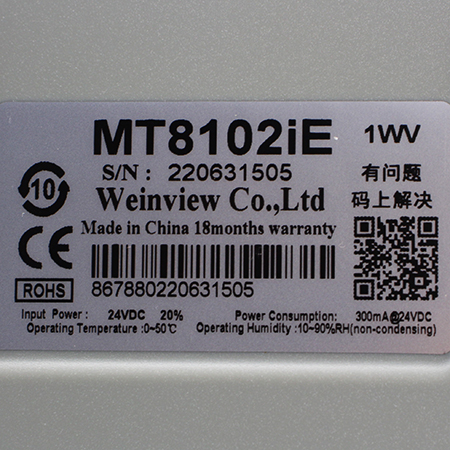 MT8102iE 1WV
S/N : 220631505
有问题
码上解决
10
Weinview Co.,Ltd
Made in China 18months warranty
CE
ROHS
867880220631505
Input Power: 24VDC 20% Power Consumption: 300mA@24VDC
Operating Temperature :0~50℃ Operating Humidity :10~90%RH(non-condensing)